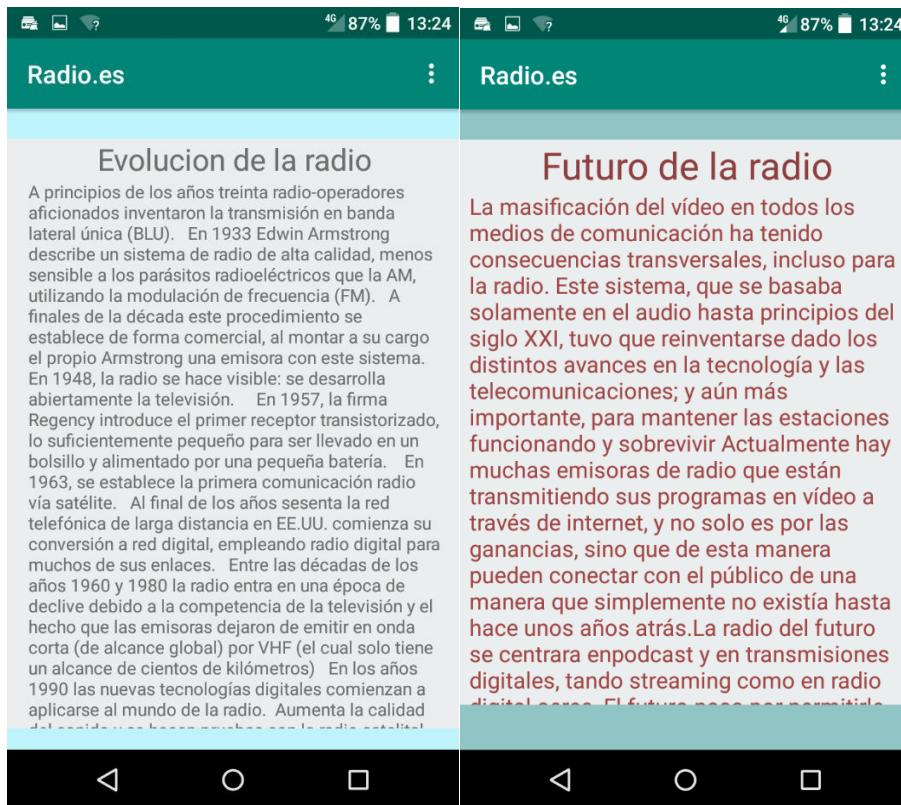 4G 87% 13:24
Radio.es
Evolucion de la radio
A principios de los años treinta radio-operadores
aficionados inventaron la transmisión en banda
lateral única (BLU).   En 1933 Edwin Armstrong
describe un sistema de radio de alta calidad, menos
sensible a los parásitos radioeléctricos que la AM,
utilizando la modulación de frecuencia (FM).   A
finales de la década este procedimiento se
establece de forma comercial, al montar a su cargo
el propio Armstrong una emisora con este sistema.
En 1948, la radio se hace visible: se desarrolla
abiertamente la televisión.     En 1957, la firma
Regency introduce el primer receptor transistorizado,
lo suficientemente pequeño para ser llevado en un
bolsillo y alimentado por una pequeña batería.    En
1963, se establece la primera comunicación radio
vía satélite.   Al final de los años sesenta la red
telefónica de larga distancia en EE.UU. comienza su
conversión a red digital, empleando radio digital para
muchos de sus enlaces.   Entre las décadas de los
años 1960 y 1980 la radio entra en una época de
declive debido a la competencia de la televisión y el
hecho que las emisoras dejaron de emitir en onda
corta (de alcance global) por VHF (el cual solo tiene
un alcance de cientos de kilómetros)   En los años
1990 las nuevas tecnologías digitales comienzan a
aplicarse al mundo de la radio.  Aumenta la calidad
del sonido y se hacen pruebas con la radio satelital
4G 87% 13:24
Radio.es
Futuro de la radio
La masificación del vídeo en todos los
medios de comunicación ha tenido
consecuencias transversales, incluso para
la radio. Este sistema, que se basaba
solamente en el audio hasta principios del
siglo XXI, tuvo que reinventarse dado los
distintos avances en la tecnología y las
telecomunicaciones; y aún más
importante, para mantener las estaciones
funcionando y sobrevivir Actualmente hay
muchas emisoras de radio que están
transmitiendo sus programas en vídeo a
través de internet, y no solo es por las
ganancias, sino que de esta manera
pueden conectar con el público de una
manera que simplemente no existía hasta
hace unos años atrás.La radio del futuro
se centrara enpodcast y en transmisiones
digitales, tando streaming como en radio
digital aerea. El futuro pasa por permitirle